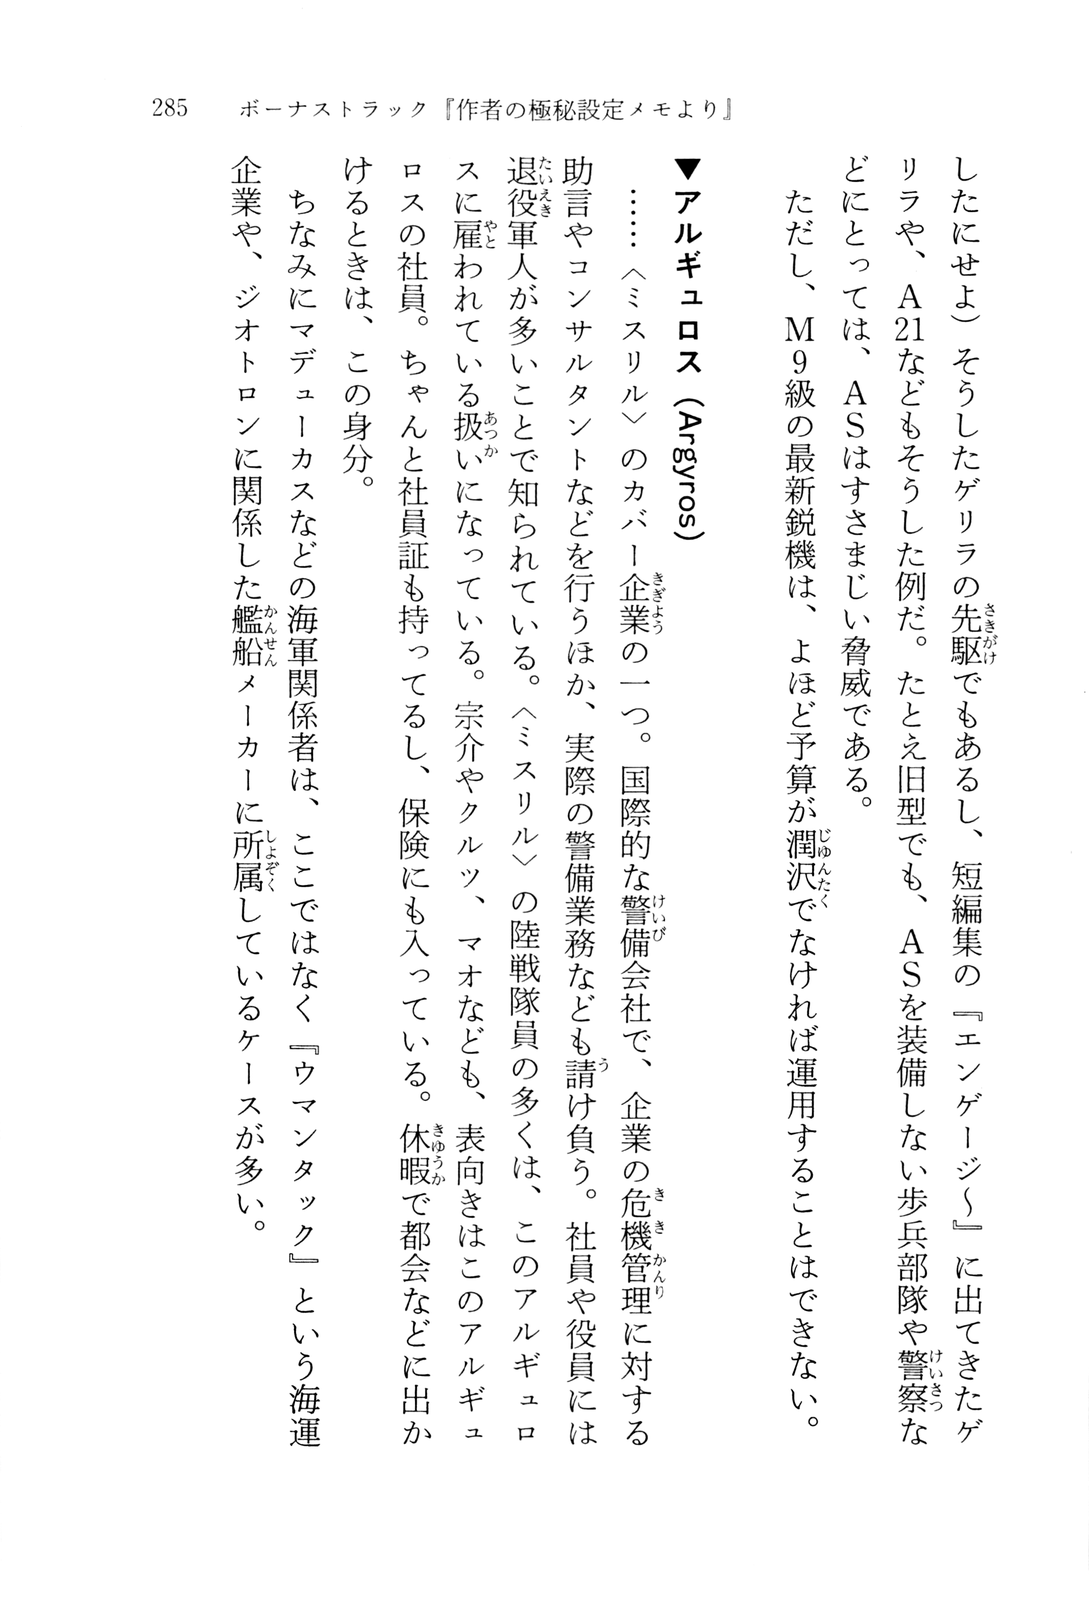 285　ボーナストラック『作者の極秘設定メモより』
したにせよ）そうしたゲリラの先駆でもあるし、短編集の『エンゲージ～』に出てきたゲ
リラや、Ａ21などもそうした例だ。たとえ旧型でも、ＡＳを装備しない歩兵部隊や警察な
どにとっては、ＡＳはすさまじい脅威である。
　ただし、Ｍ９級の最新鋭機は、よほど予算が潤沢でなければ運用することはできない。
▼アルギュロス（Argyros）
　……〈ミスリル〉のカバー企業の一つ。国際的な警備会社で、企業の危機管理に対する
助言やコンサルタントなどを行うほか、実際の警備業務なども請け負う。社員や役員には
退役軍人が多いことで知られている。〈ミスリル〉の陸戦隊員の多くは、このアルギュロ
スに雇われている扱いになっている。宗介やクルツ、マオなども、表向きはこのアルギュ
ロスの社員。ちゃんと社員証も持ってるし、保険にも入っている。休暇で都会などに出か
けるときは、この身分。
　ちなみにマデューカスなどの海軍関係者は、ここではなく『ウマンタック』という海運
企業や、ジオトロンに関係した艦船メーカーに所属しているケースが多い。